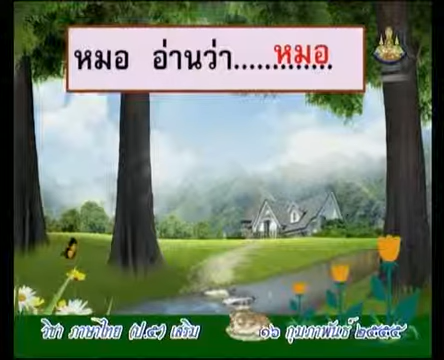 หมอ อ่านว่า.............หมอ
วิชา ภาษาไทย (ป.๕) เสริม ๑๖ กุมภาพันธ์ ๒๕๕๕